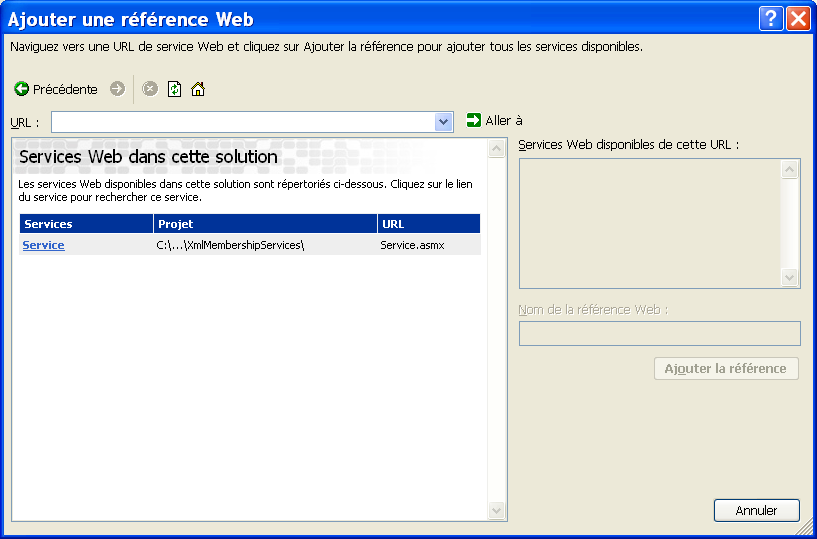 Ajouter une référence Web
Naviguez vers une URL de service Web et cliquez sur Ajouter la référence pour ajouter tous les services disponibles.
Précédente
URL :
Aller à
Services Web dans cette solution
Les services Web disponibles dans cette solution sont répertoriés ci-dessous. Cliquez sur le lien
du service pour rechercher ce service.
Services Projet URL
Service C:\...\XmlMembershipServices\ Service.asmx
Services Web disponibles de cette URL :
Nom de la référence Web :
Ajouter la référence
Annuler